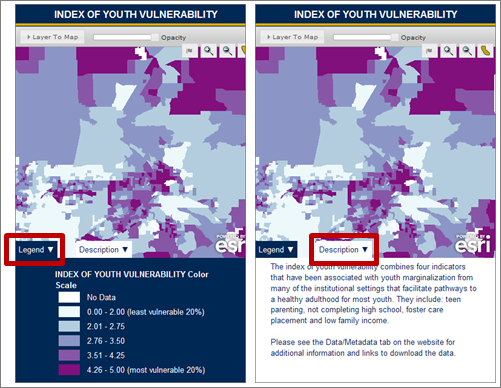 INDEX OF YOUTH VULNERABILITY
Layer To Map
Opacity
POWERED BY
esri
Legend ▼
Description ▼
INDEX OF YOUTH VULNERABILITY Color
Scale
No Data
0.00 - 2.00 (least vulnerable 20%)
2.01 - 2.75
2.76 - 3.50
3.51 - 4.25
4.26 - 5.00 (most vulnerable 20%)
INDEX OF YOUTH VULNERABILITY
Layer To Map
Opacity
POWERED BY
esri
Legend ▼
Description ▼
The index of youth vulnerability combines four indicators
that have been associated with youth marginalization from
many of the institutional settings that facilitate pathways to
a healthy adulthood for most youth. They include: teen
parenting, not completing high school, foster care
placement and low family income.
Please see the Data/Metadata tab on the website for
additional information and links to download the data.